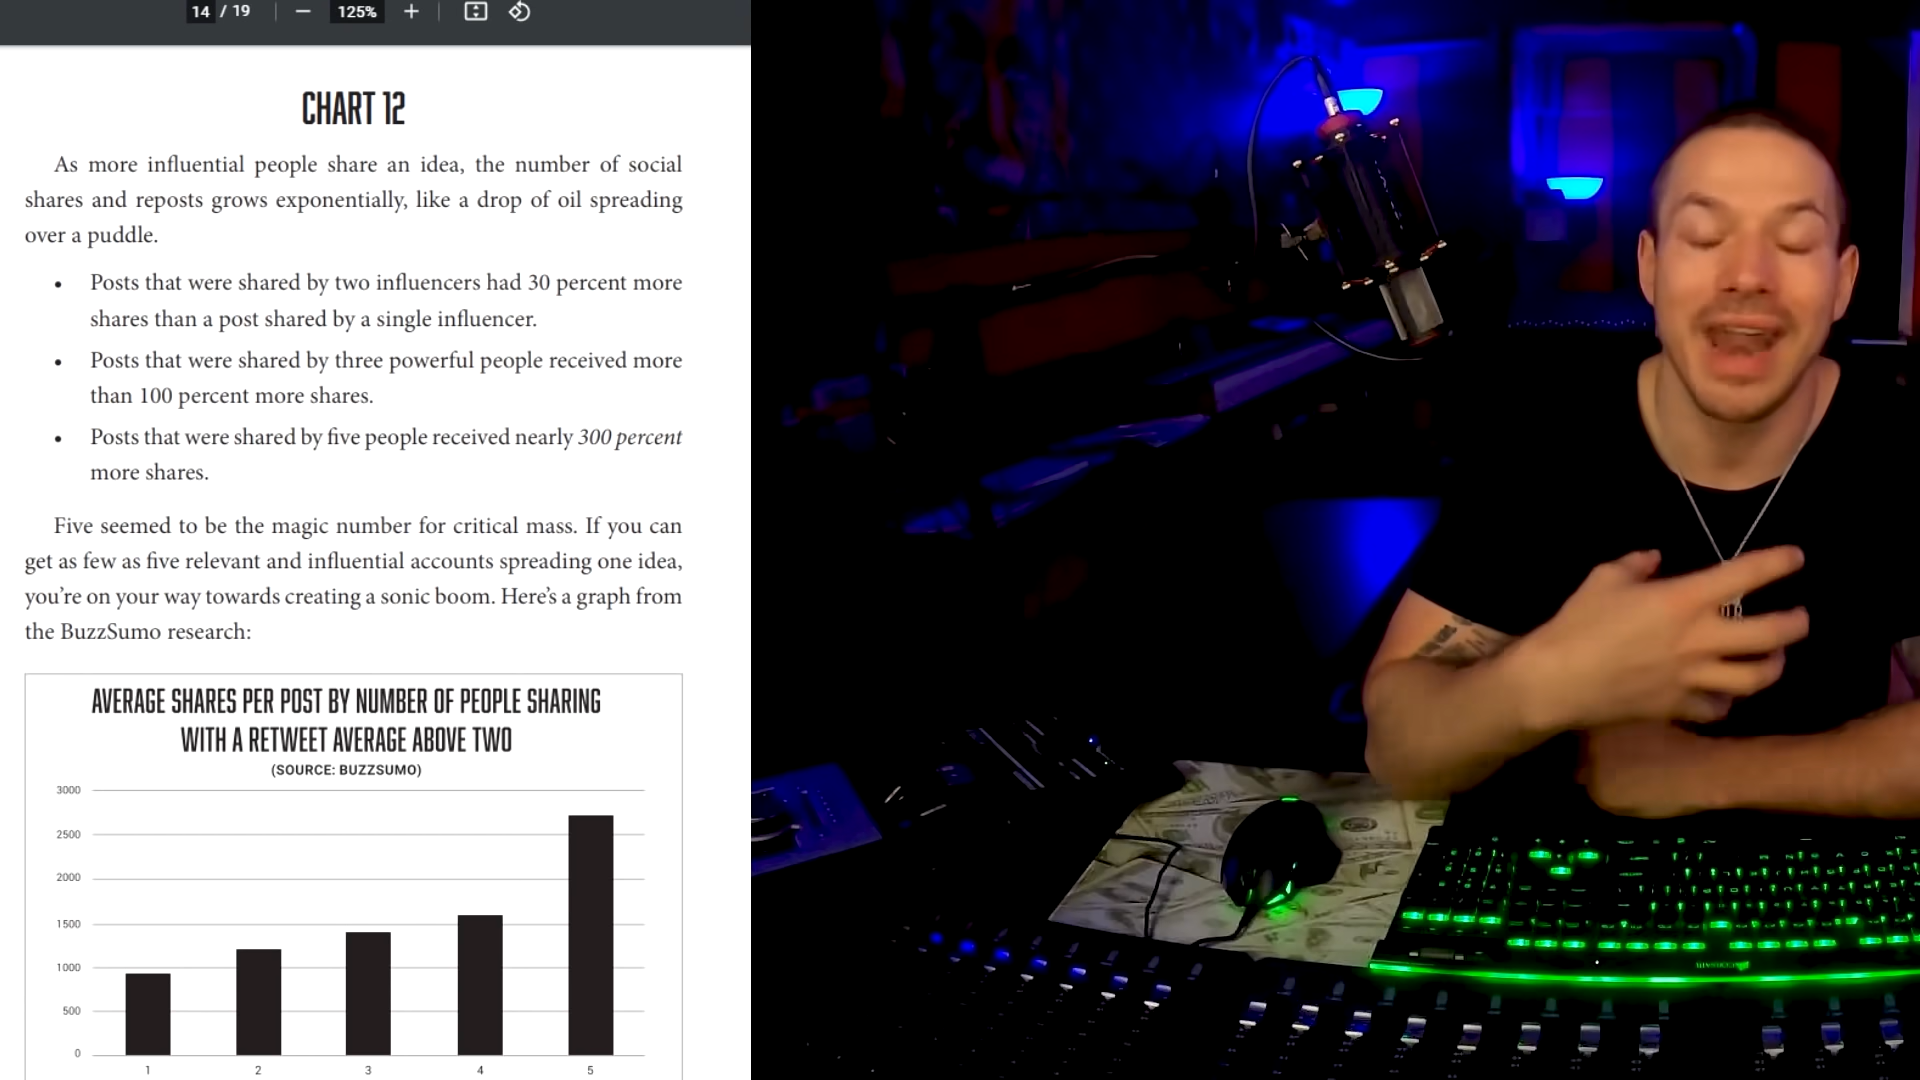 14 / 19
125%
CHART 12
As more influential people share an idea, the number of social
shares and reposts grows exponentially, like a drop of oil spreading
over a puddle.
• Posts that were shared by two influencers had 30 percent more
shares than a post shared by a single influencer.
• Posts that were shared by three powerful people received more
than 100 percent more shares.
• Posts that were shared by five people received nearly 300 percent
more shares.
Five seemed to be the magic number for critical mass. If you can
get as few as five relevant and influential accounts spreading one idea,
you're on your way towards creating a sonic boom. Here's a graph from
the BuzzSumo research:
AVERAGE SHARES PER POST BY NUMBER OF PEOPLE SHARING
WITH A RETWEET AVERAGE ABOVE TWO
(SOURCE: BUZZSUMO)
3000
2500
2000
1500
1000
500
0
1 2 3 4 5